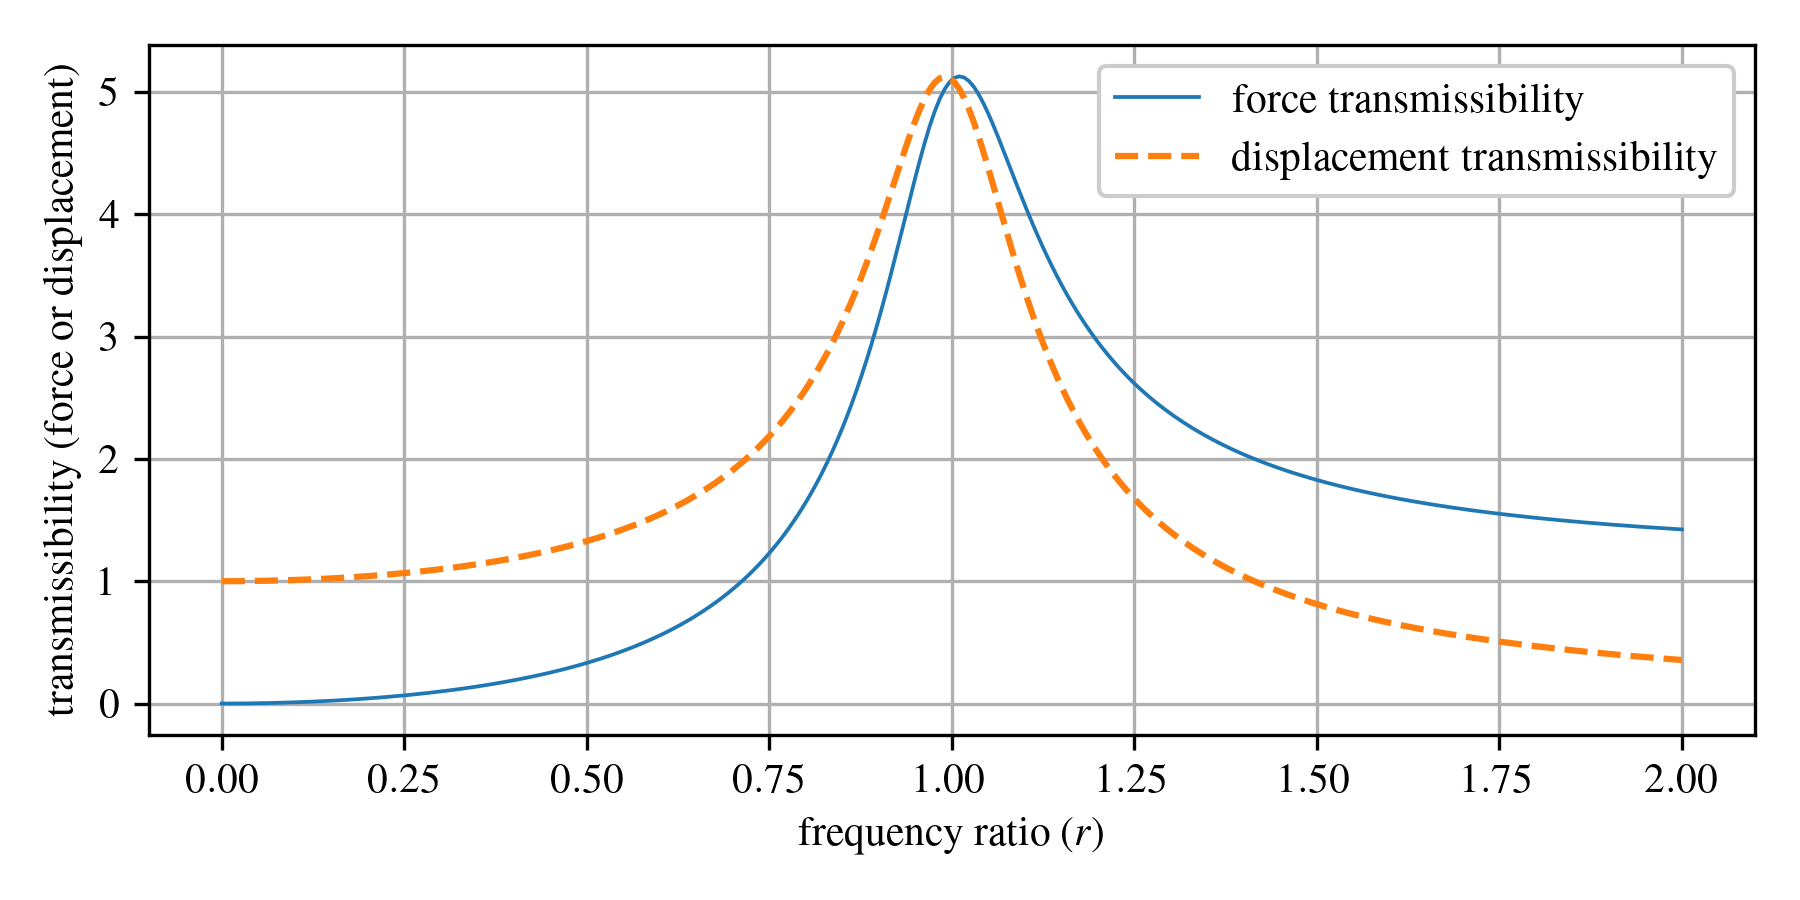 transmissibility (force or displacement)
5
4
3
2
1
0
force transmissibility
displacement transmissibility
0.00 0.25 0.50 0.75 1.00 1.25 1.50 1.75 2.00
frequency ratio (r)